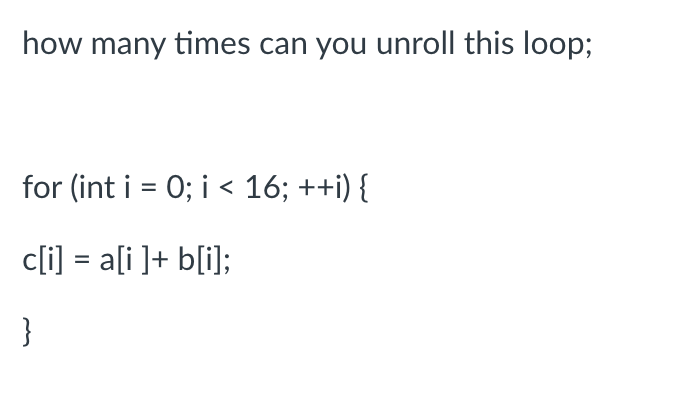 how many times can you unroll this loop;
for (int i = 0; i < 16; ++i) {
c[i] = a[i ]+ b[i];
}